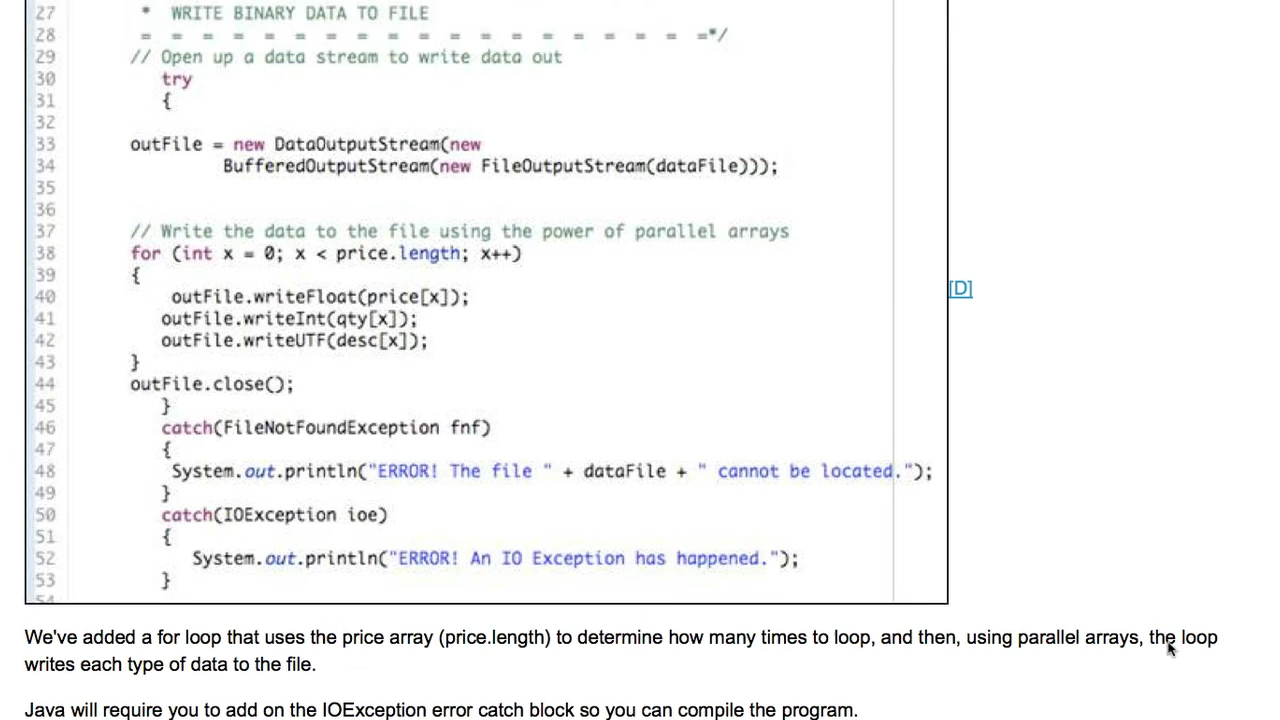 27 * WRITE BINARY DATA TO FILE
28 = = = = = = = = = = = = = = = = = = =*/
29 // Open up a data stream to write data out
30 try
31 {
32
33 outFile = new DataOutputStream(new
34 BufferedOutputStream(new FileOutputStream(dataFile)));
35
36
37 // Write the data to the file using the power of parallel arrays
38 for (int x = 0; x < price.length; x++)
39 {
40 outFile.writeFloat(price[x]);
41 outFile.writeInt(qty[x]);
42 outFile.writeUTF(desc[x]);
43 }
44 outFile.close();
45 }
46 catch(FileNotFoundException fnf)
47 {
48 System.out.println("ERROR! The file " + dataFile + " cannot be located.");
49 }
50 catch(IOException ioe)
51 {
52 System.out.println("ERROR! An IO Exception has happened.");
53 }
54
[D]
We've added a for loop that uses the price array (price.length) to determine how many times to loop, and then, using parallel arrays, the loop
writes each type of data to the file.
Java will require you to add on the IOException error catch block so you can compile the program.